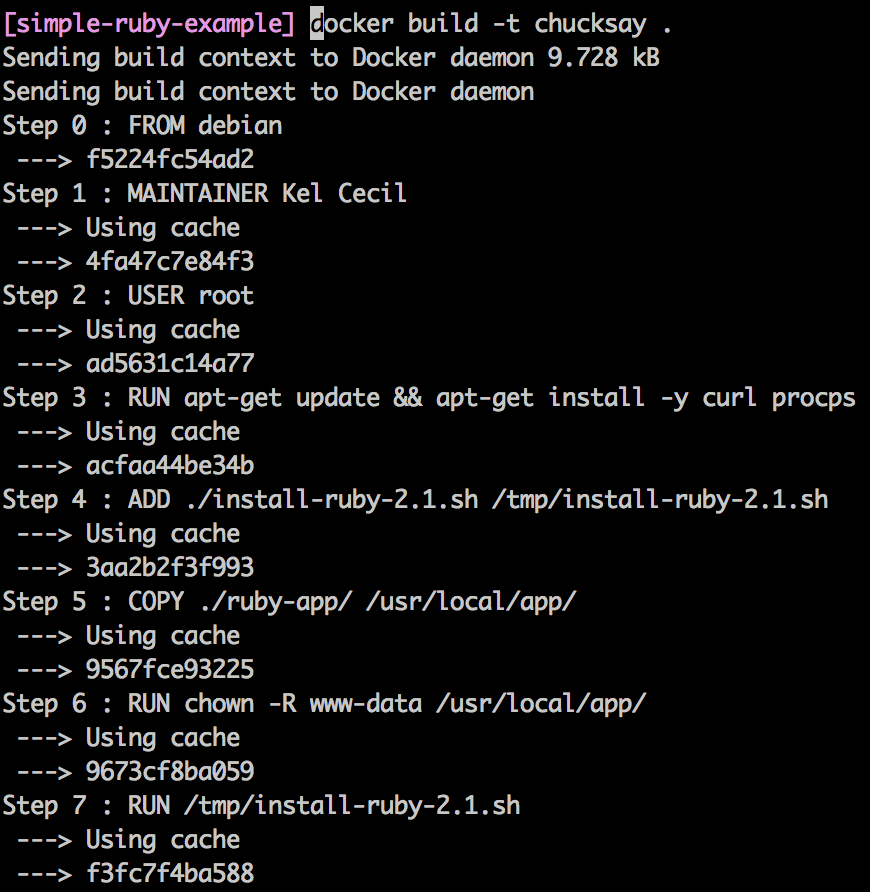 [simple-ruby-example] docker build -t chucksay .
Sending build context to Docker daemon 9.728 kB
Sending build context to Docker daemon
Step 0 : FROM debian
 ---> f5224fc54ad2
Step 1 : MAINTAINER Kel Cecil
 ---> Using cache
 ---> 4fa47c7e84f3
Step 2 : USER root
 ---> Using cache
 ---> ad5631c14a77
Step 3 : RUN apt-get update && apt-get install -y curl procps
 ---> Using cache
 ---> acfaa44be34b
Step 4 : ADD ./install-ruby-2.1.sh /tmp/install-ruby-2.1.sh
 ---> Using cache
 ---> 3aa2b2f3f993
Step 5 : COPY ./ruby-app/ /usr/local/app/
 ---> Using cache
 ---> 9567fce93225
Step 6 : RUN chown -R www-data /usr/local/app/
 ---> Using cache
 ---> 9673cf8ba059
Step 7 : RUN /tmp/install-ruby-2.1.sh
 ---> Using cache
 ---> f3fc7f4ba588